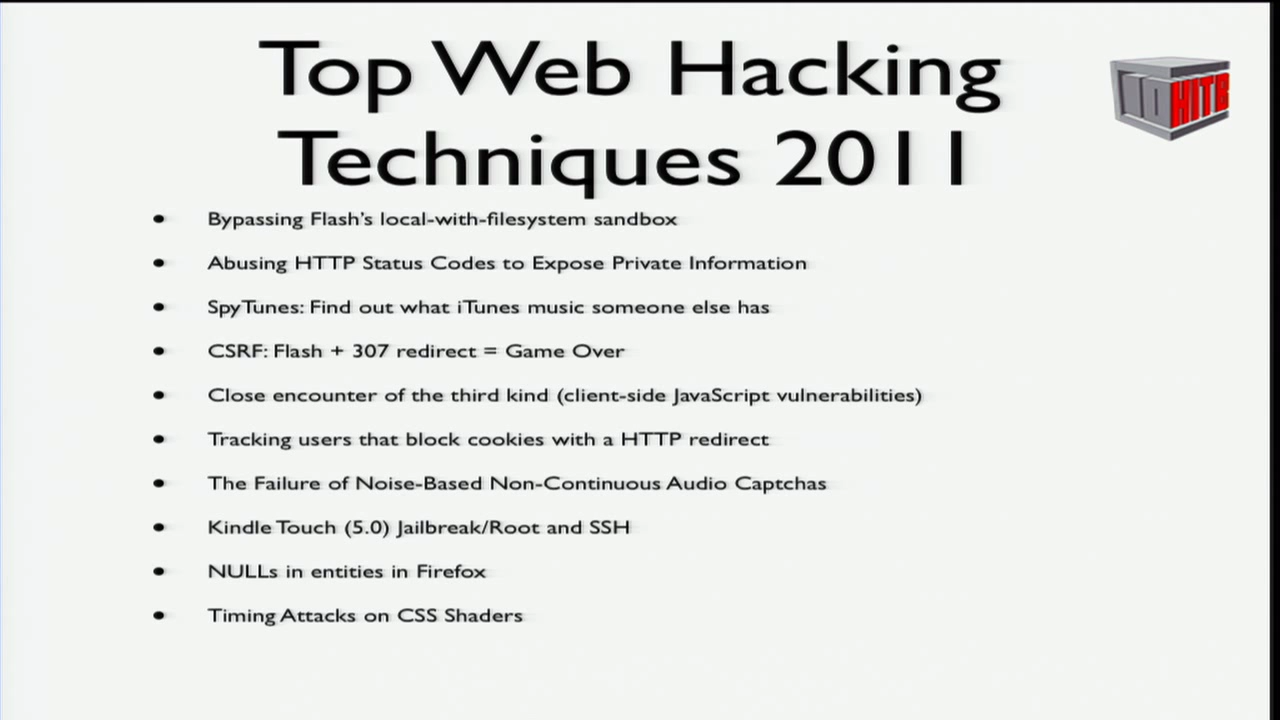 Top Web Hacking
Techniques 2011
HITB
• Bypassing Flash’s local-with-filesystem sandbox
• Abusing HTTP Status Codes to Expose Private Information
• SpyTunes: Find out what iTunes music someone else has
• CSRF: Flash + 307 redirect = Game Over
• Close encounter of the third kind (client-side JavaScript vulnerabilities)
• Tracking users that block cookies with a HTTP redirect
• The Failure of Noise-Based Non-Continuous Audio Captchas
• Kindle Touch (5.0) Jailbreak/Root and SSH
• NULLs in entities in Firefox
• Timing Attacks on CSS Shaders